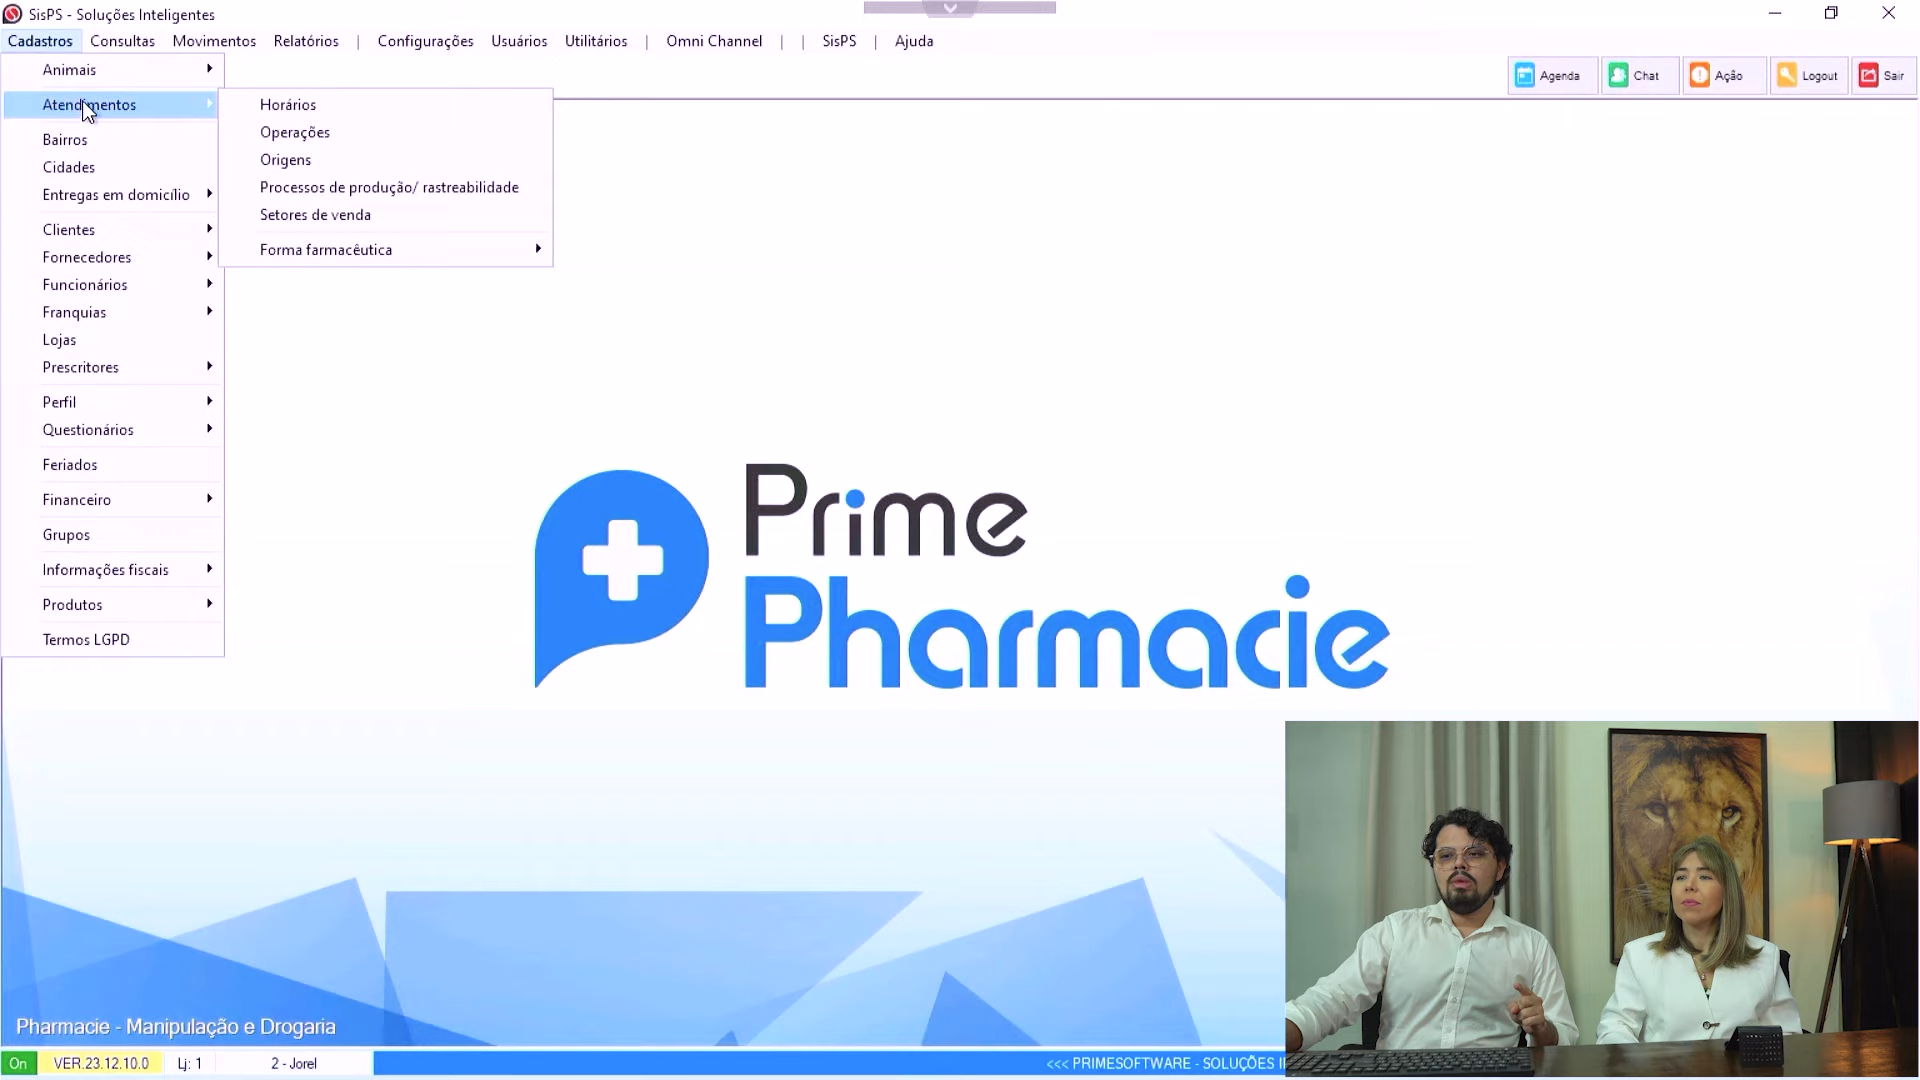 SisPS - Soluções Inteligentes
Cadastros Consultas Movimentos Relatórios | Configurações Usuários Utilitários | Omni Channel | | SisPS | Ajuda
Agenda Chat Ação Logout Sair
Animais
Atendimentos
Bairros
Cidades
Entregas em domicílio
Clientes
Fornecedores
Funcionários
Franquias
Lojas
Prescritores
Perfil
Questionários
Feriados
Financeiro
Grupos
Informações fiscais
Produtos
Termos LGPD
Horários
Operações
Origens
Processos de produção/ rastreabilidade
Setores de venda
Forma farmacêutica
Prime
Pharmacie
Pharmacie - Manipulação e Drogaria
On VER.23.12.10.0 Lj: 1 2 - Jorel <<< PRIMESOFTWARE - SOLUÇÕES